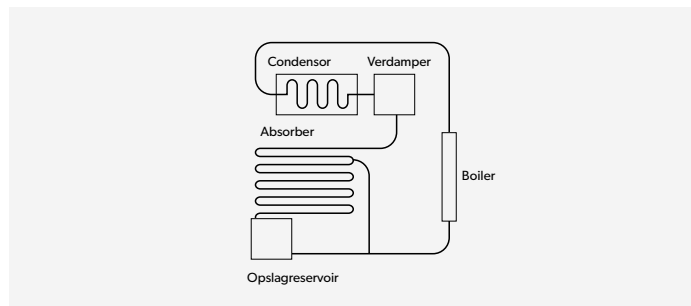 Condensor
Verdamper
Absorber
Boiler
Opslagreservoir